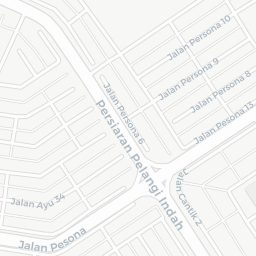 Jalan Persona 10
Jalan Persona 9
Jalan Persona 8
Jalan Pesona 13
Jalan Persona 6
Persiaran Pelangi Indah
Jalan Cantik 2
Jalan Ayu 34
Jalan Pesona